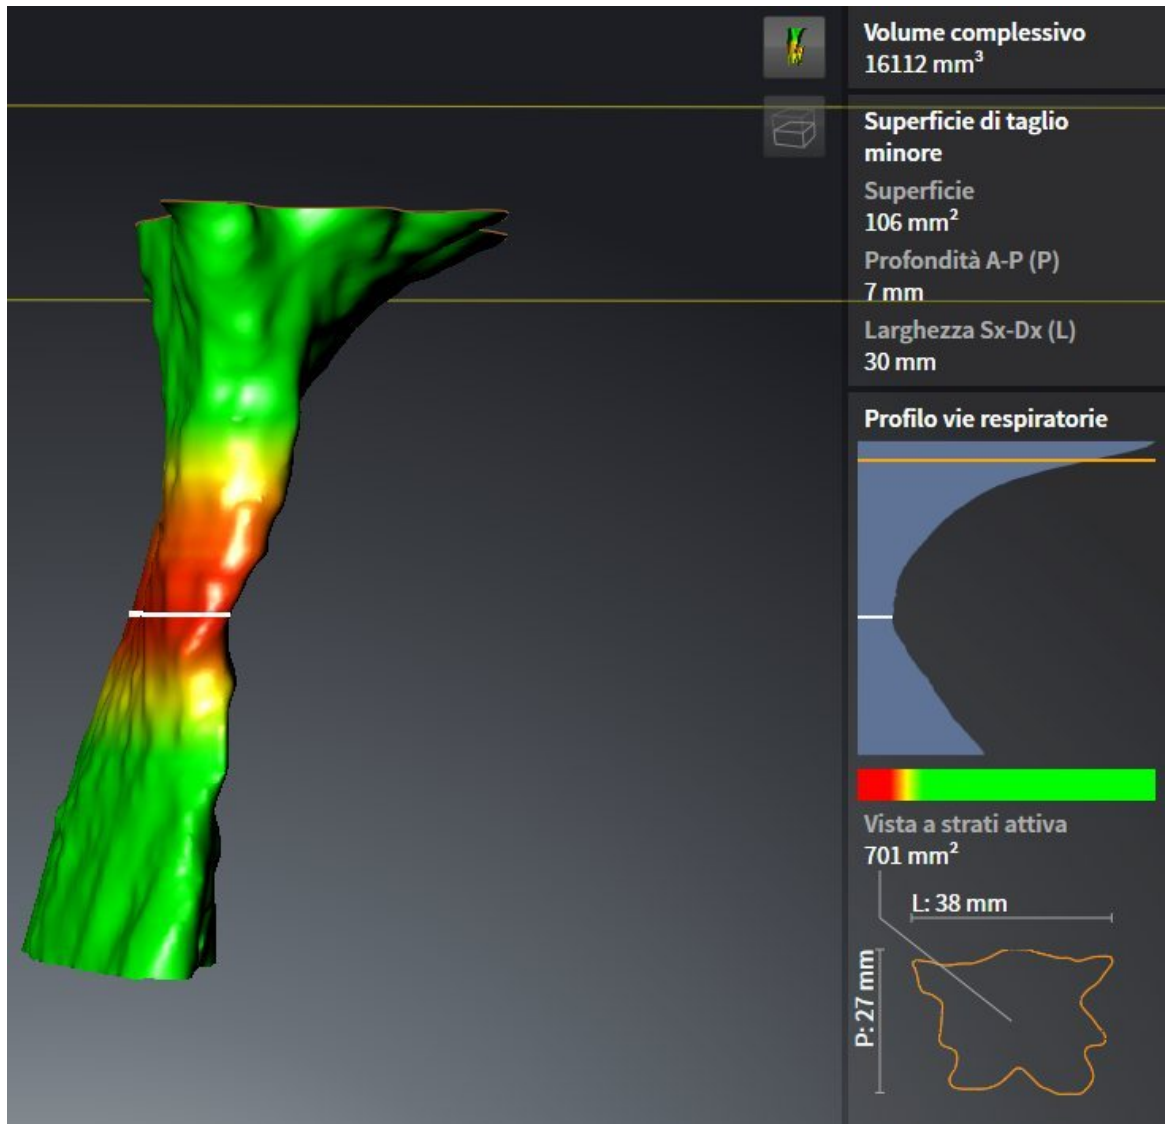 Volume complessivo
16112 mm³
Superficie di taglio
minore
Superficie
106 mm²
Profondità A-P (P)
7 mm
Larghezza Sx-Dx (L)
30 mm
Profilo vie respiratorie
Vista a strati attiva
701 mm²
L: 38 mm
P: 27 mm